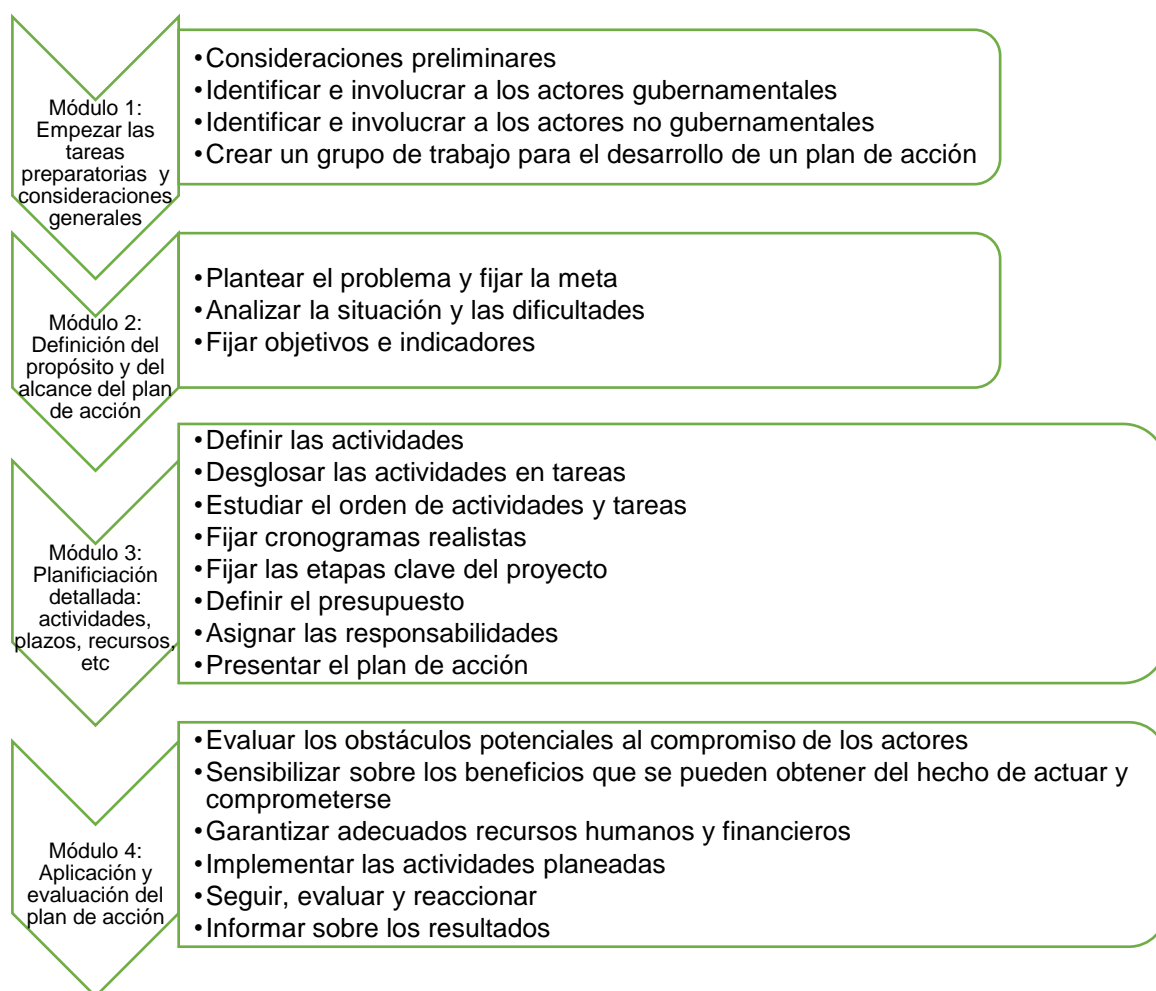 Módulo 1:
Empezar las
tareas
preparatorias y
consideraciones
generales
•Consideraciones preliminares
•Identificar e involucrar a los actores gubernamentales
•Identificar e involucrar a los actores no gubernamentales
•Crear un grupo de trabajo para el desarrollo de un plan de acción
Módulo 2:
Definición del
propósito y del
alcance del plan
de acción
•Plantear el problema y fijar la meta
•Analizar la situación y las dificultades
•Fijar objetivos e indicadores
Módulo 3:
Planificiación
detallada:
actividades,
plazos, recursos,
etc
•Definir las actividades
•Desglosar las actividades en tareas
•Estudiar el orden de actividades y tareas
•Fijar cronogramas realistas
•Fijar las etapas clave del proyecto
•Definir el presupuesto
•Asignar las responsabilidades
•Presentar el plan de acción
Módulo 4:
Aplicación y
evaluación del
plan de acción
•Evaluar los obstáculos potenciales al compromiso de los actores
•Sensibilizar sobre los beneficios que se pueden obtener del hecho de actuar y
comprometerse
•Garantizar adecuados recursos humanos y financieros
•Implementar las actividades planeadas
•Seguir, evaluar y reaccionar
•Informar sobre los resultados